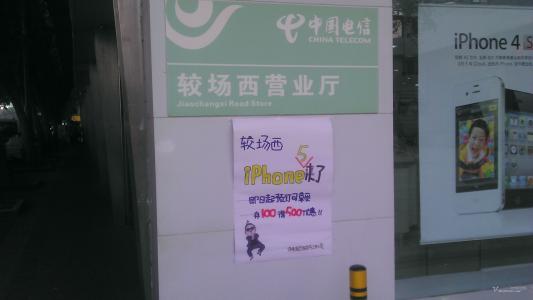 中国电信
CHINA TELECOM
较场西营业厅
Jiaochangxi Road Store
较场西
iPhone5来了
即日起预订可享受
存100得500优惠!!
iPhone 4S